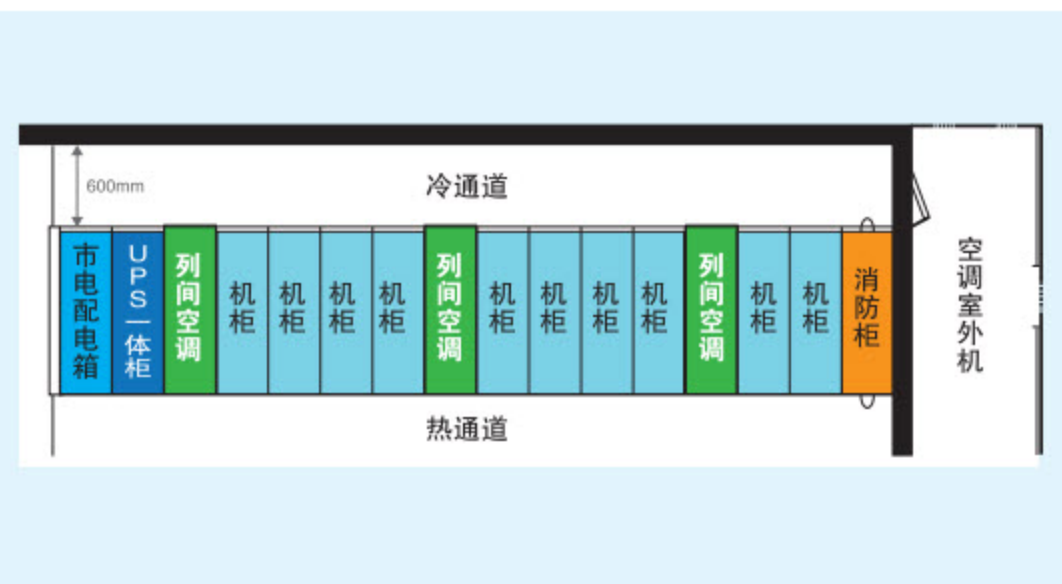 600mm
冷通道
市电配电箱
UPS一体柜
列间空调
机柜
机柜
机柜
机柜
列间空调
机柜
机柜
机柜
机柜
列间空调
机柜
机柜
消防柜
空调室外机
热通道